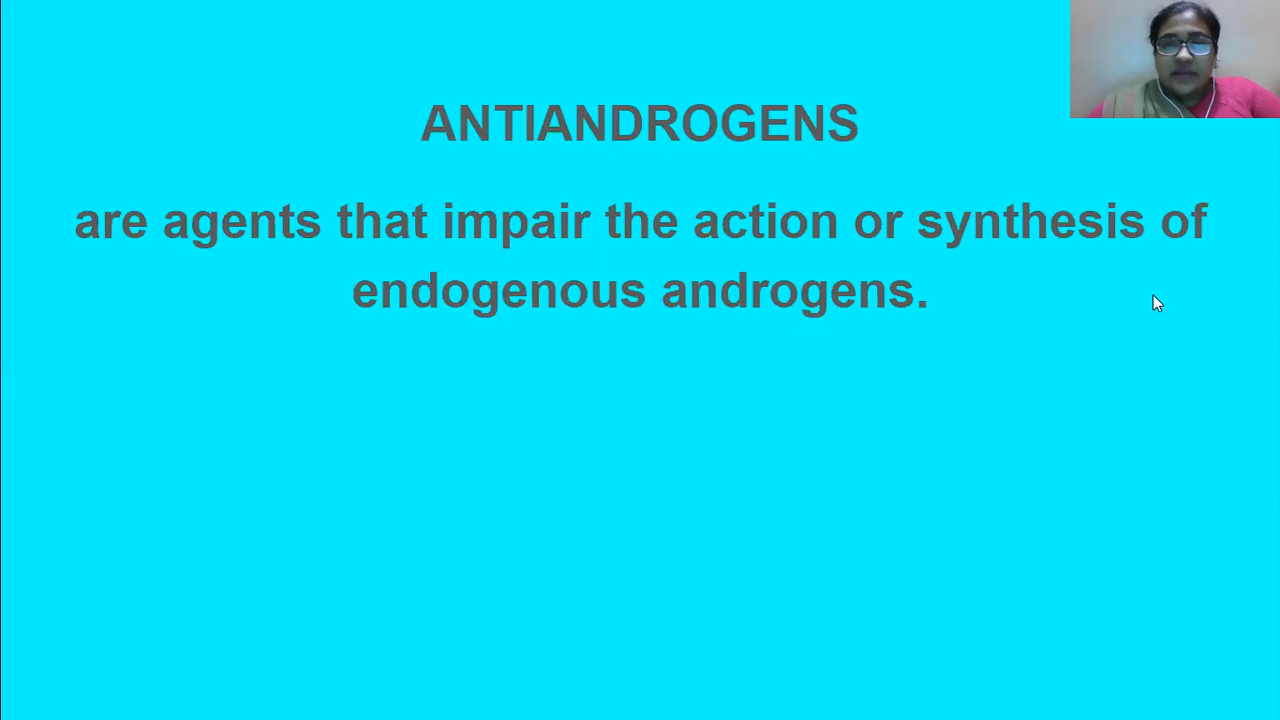 ANTIANDROGENS
are agents that impair the action or synthesis of
endogenous androgens.